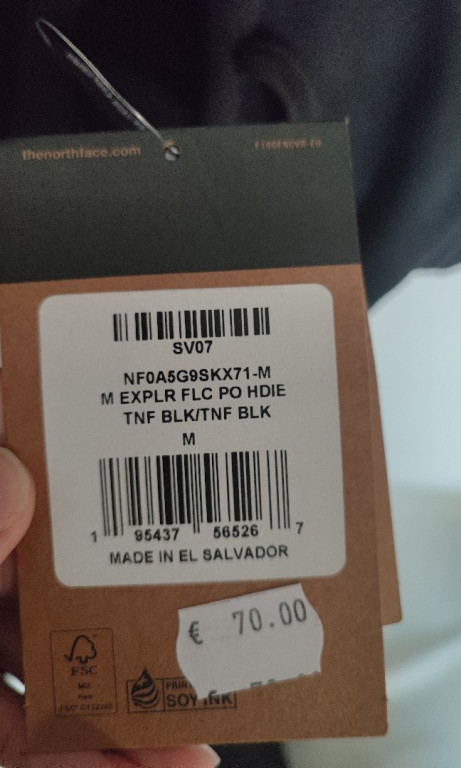 thenorthface.com
SV07
NF0A5G9SKX71-M
M EXPLR FLC PO HDIE
TNF BLK/TNF BLK
M
1 95437 56526 7
MADE IN EL SALVADOR
€ 70.00
FSC
MIX
SOY INK